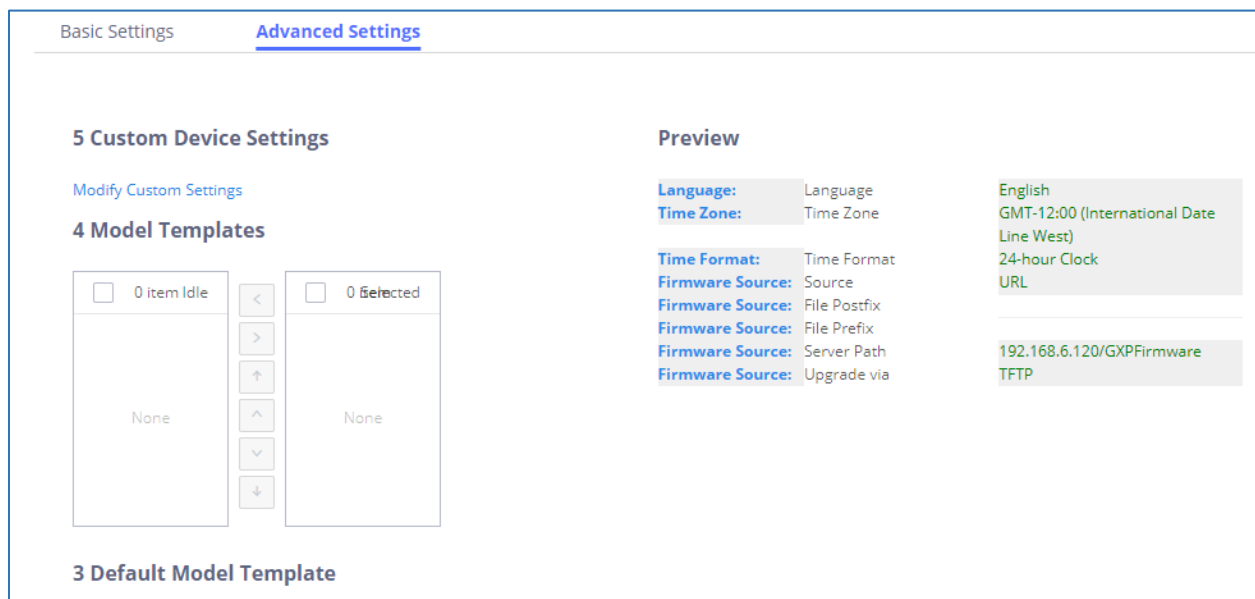 Basic Settings Advanced Settings
5 Custom Device Settings
Modify Custom Settings
4 Model Templates
0 item Idle
0 Selected
None
None
3 Default Model Template
Preview
Language: Language English
Time Zone: Time Zone GMT-12:00 (International Date
Line West)
Time Format: Time Format 24-hour Clock
Firmware Source: Source URL
Firmware Source: File Postfix
Firmware Source: File Prefix
Firmware Source: Server Path 192.168.6.120/GXPFirmware
Firmware Source: Upgrade via TFTP